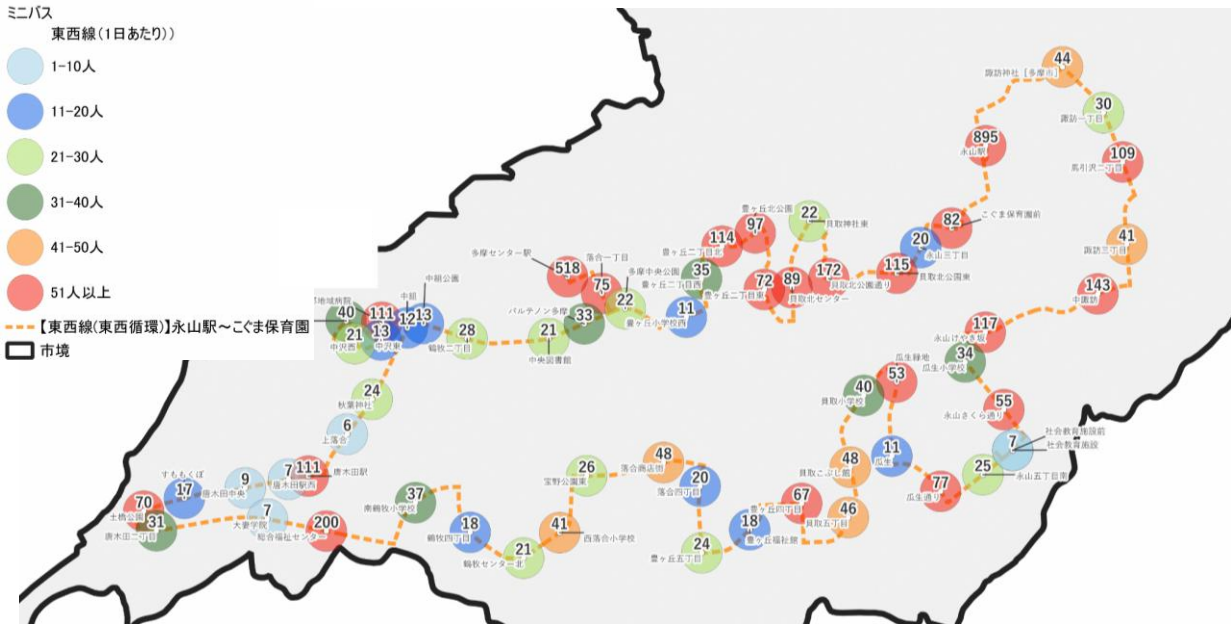 ミニバス
東西線(1日あたり))
1-10人
11-20人
21-30人
31-40人
41-50人
51人以上
【東西線(東西循環)】永山駅～こぐま保育園
市境
44
諏訪神社【多摩市】
30
諏訪一丁目
895
永山駅
109
馬引沢二丁目
22
貝取神社東
82
こぐま保育園前
豊ヶ丘北公園
97
20
永山三丁目
41
諏訪三丁目
114
豊ヶ丘二丁目北
115
貝取北公園東
172
貝取北公園通り
89
貝取北センター
72
豊ヶ丘二丁目東
35
豊ヶ丘二丁目西
143
中諏訪
多摩センター駅
518
落合一丁目
75
多摩中央公園
22
11
豊ヶ丘小学校西
パルテノン多摩
33
21
中央図書館
28
鶴牧二丁目
中組公園
13
中組
12
111
13
中沢東
地域病院
40
21
中沢西
117
永山けやき坂
34
瓜生小学校
瓜生緑地
53
40
貝取小学校
24
秋葉神社
55
永山さくら通り
6
上落合
社会教育施設前
7
社会教育施設
25
永山五丁目南
11
瓜生
77
瓜生通り
48
貝取こぶし館
48
落合商店街
26
宝野公園東
20
落合四丁目
111
唐木田駅
7
唐木田駅西
9
唐木田中央
すももくぼ
17
70
土橋公園
31
唐木田二丁目
7
大妻学院
200
総合福祉センター
37
南鶴牧小学校
18
鶴牧四丁目
21
鶴牧センター北
41
西落合小学校
24
豊ヶ丘五丁目
18
豊ヶ丘福祉館
67
豊ヶ丘四丁目
46
貝取五丁目